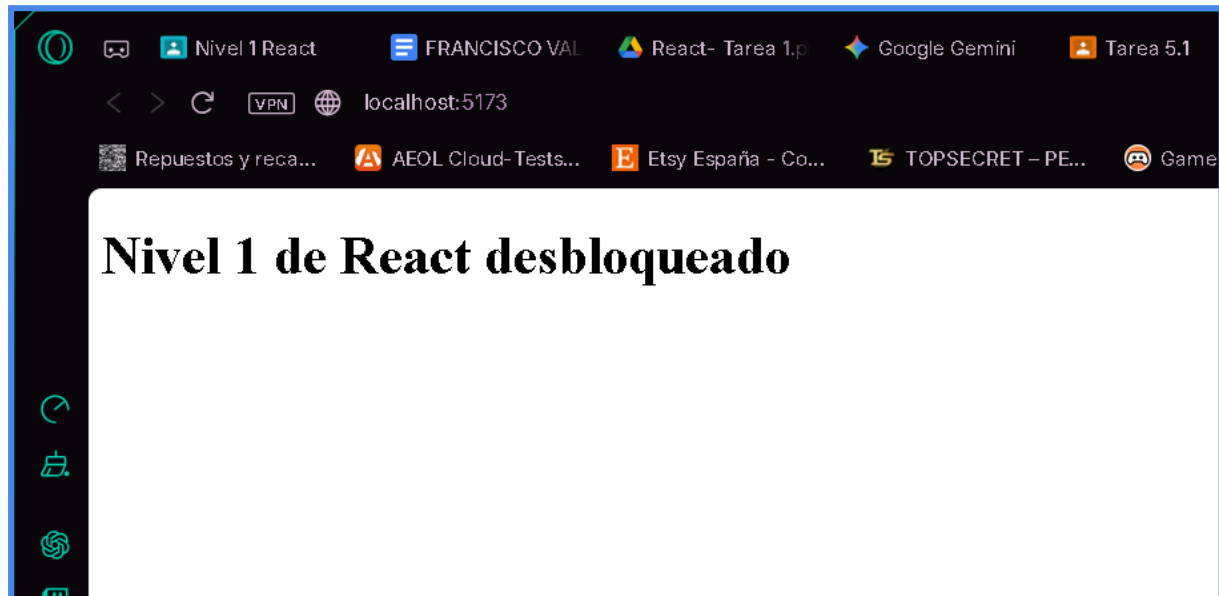 Nivel 1 React FRANCISCO VAL React- Tarea 1.p Google Gemini Tarea 5.1
VPN localhost:5173
Repuestos y reca... AEOL Cloud-Tests... E Etsy España - Co... TS TOPSECRET – PE... Game
Nivel 1 de React desbloqueado